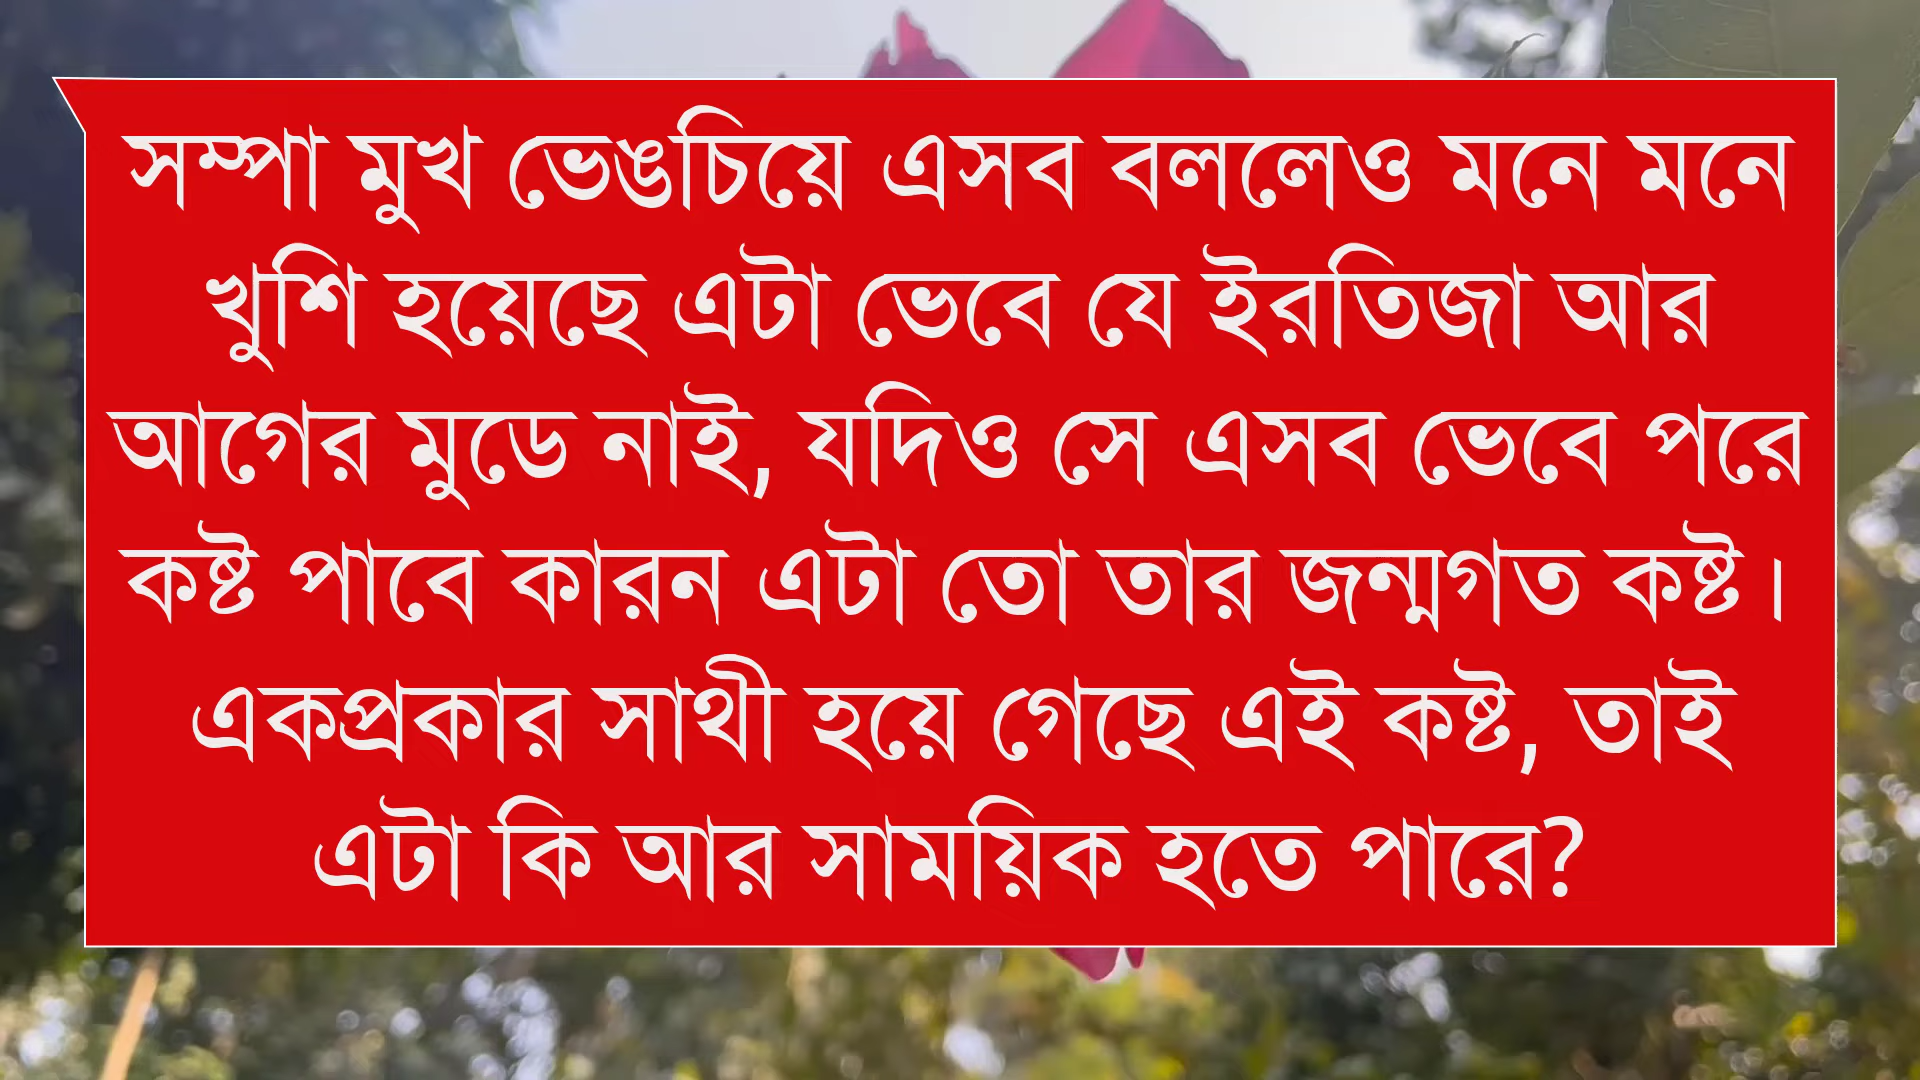 সম্পা মুখ ভেঙচিয়ে এসব বললেও মনে মনে
খুশি হয়েছে এটা ভেবে যে ইরতিজা আর
আগের মুডে নাই, যদিও সে এসব ভেবে পরে
কষ্ট পাবে কারন এটা তো তার জন্মগত কষ্ট।
একপ্রকার সাথী হয়ে গেছে এই কষ্ট, তাই
এটা কি আর সাময়িক হতে পারে?